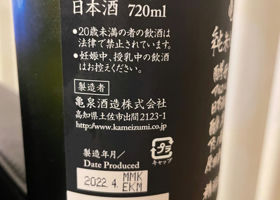 日本酒 720ml
●20歳未満の者の飲酒は
法律で禁止されています。
●妊娠中、授乳中の飲酒
はお控えください。
製造者
亀泉酒造株式会社
高知県土佐市出間2123-1
http://www.kameizumi.co.jp
プラ
キャップ
製造年月/
Date Produced
2022.4.
MMK
EKM
純米